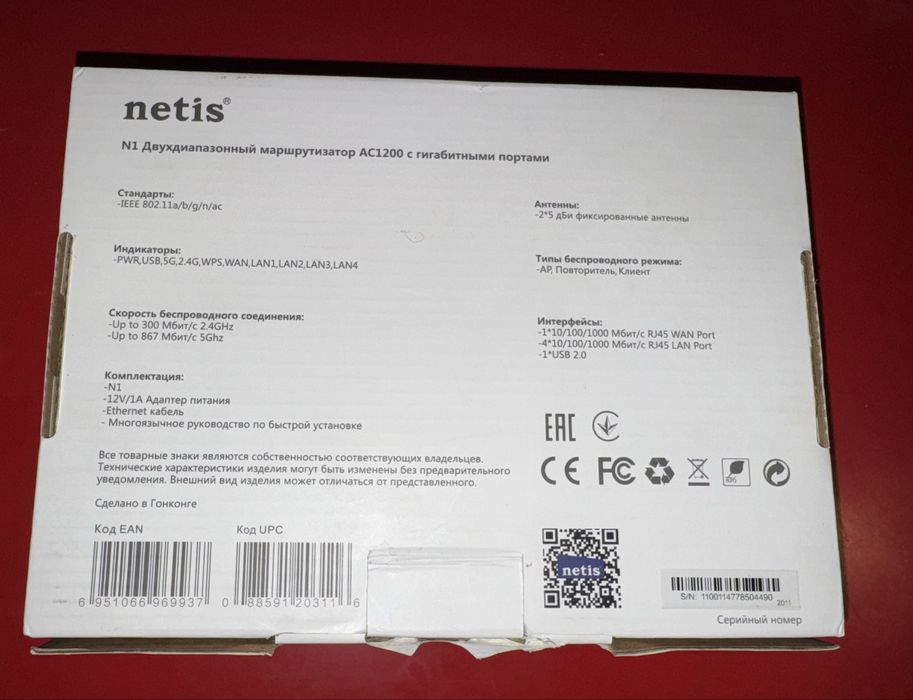 netis®
N1 Двухдиапазонный маршрутизатор AC1200 с гигабитными портами
Стандарты:
-IEEE 802.11a/b/g/n/ac
Индикаторы:
-PWR,USB,5G,2.4G,WPS,WAN,LAN1,LAN2,LAN3,LAN4
Скорость беспроводного соединения:
-Up to 300 Мбит/с 2.4GHz
-Up to 867 Мбит/с 5Ghz
Комплектация:
-N1
-12V/1A Адаптер питания
-Ethernet кабель
- Многоязычное руководство по быстрой установке
Антенны:
-2*5 дБи фиксированные антенны
Типы беспроводного режима:
-AP, Повторитель, Клиент
Интерфейсы:
-1*10/100/1000 Мбит/с RJ45 WAN Port
-4*10/100/1000 Мбит/с RJ45 LAN Port
-1*USB 2.0
EAC
CE FC
Все товарные знаки являются собственностью соответствующих владельцев.
Технические характеристики изделия могут быть изменены без предварительного
уведомления. Внешний вид изделия может отличаться от представленного.
Сделано в Гонконге
Код EAN
6 951066 969937
Код UPC
0 88591 20311 6
netis
S/N: 1100114778504490
2011
Серийный номер